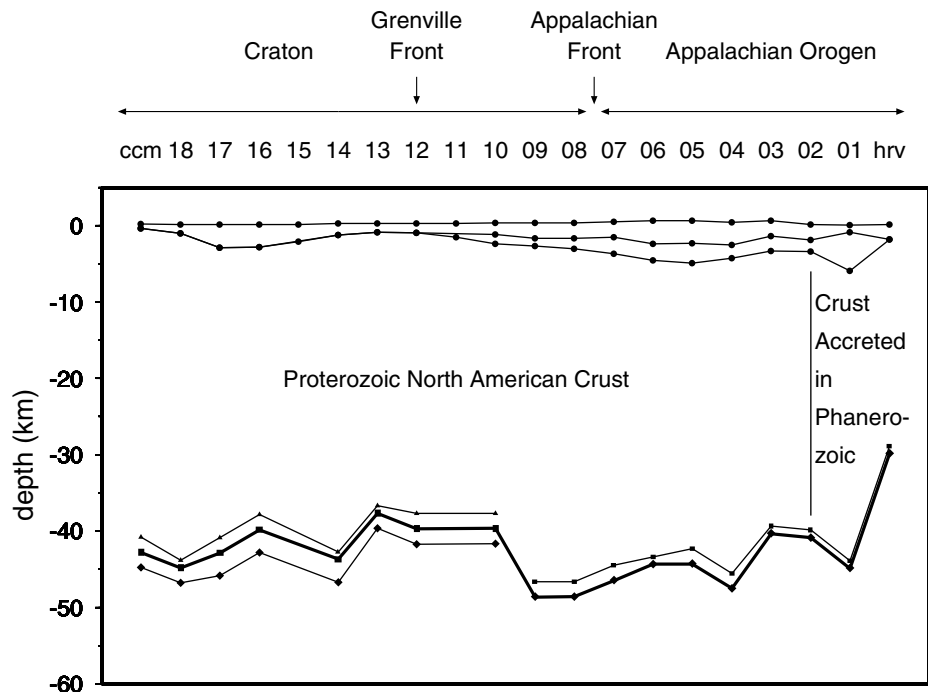 Grenville
Appalachian
Craton
Front
Front
Appalachian Orogen
ccm 18 17 16 15 14 13 12 11 10 09 08 07 06 05 04 03 02 01 hrv
0
-10
-20
-30
-40
-50
-60
depth (km)
Proterozoic North American Crust
Crust
Accreted
in
Phanero-
zoic